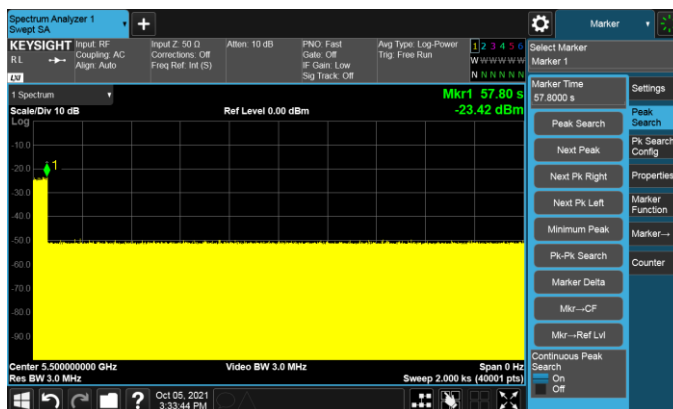 Spectrum Analyzer 1
Swept SA
+
Marker
KEYSIGHT
RL
LXI
Input: RF
Coupling: AC
Align: Auto
Input Z: 50 Ω
Corrections: Off
Freq Ref: Int (S)
Atten: 10 dB
PNO: Fast
Gate: Off
IF Gain: Low
Sig Track: Off
Avg Type: Log-Power
Trig: Free Run
1 2 3 4 5 6
W W W W W W
N N N N N N
Select Marker
Marker 1
1 Spectrum
Mkr1 57.80 s
-23.42 dBm
Scale/Div 10 dB
Ref Level 0.00 dBm
Log
1
-10.0
-20.0
-30.0
-40.0
-50.0
-60.0
-70.0
-80.0
-90.0
Center 5.500000000 GHz
Res BW 3.0 MHz
Video BW 3.0 MHz
Span 0 Hz
Sweep 2.000 ks (40001 pts)
Marker Time
57.8000 s
Peak Search
Next Peak
Next Pk Right
Next Pk Left
Minimum Peak
Pk-Pk Search
Marker Delta
Mkr→CF
Mkr→Ref Lvl
Continuous Peak
Search
On
Off
Settings
Peak
Search
Pk Search
Config
Properties
Marker
Function
Marker→
Counter
?
Oct 05, 2021
3:33:44 PM